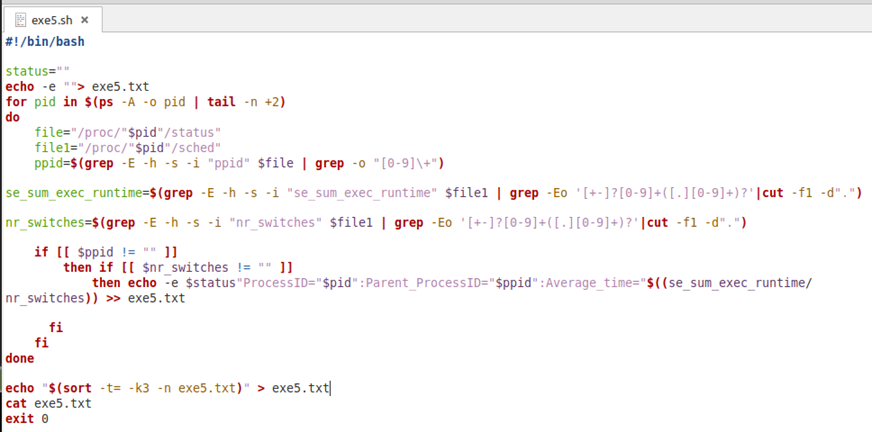 exe5.sh ×
#!/bin/bash
status=""
echo -e ""> exe5.txt
for pid in $(ps -A -o pid | tail -n +2)
do
    file="/proc/"$pid"/status"
    file1="/proc/"$pid"/sched"
    ppid=$(grep -E -h -s -i "ppid" $file | grep -o "[0-9]\+")
se_sum_exec_runtime=$(grep -E -h -s -i "se_sum_exec_runtime" $file1 | grep -Eo '[+-]?[0-9]+([.][0-9]+)?'|cut -f1 -d".")
nr_switches=$(grep -E -h -s -i "nr_switches" $file1 | grep -Eo '[+-]?[0-9]+([.][0-9]+)?'|cut -f1 -d".")
    if [[ $ppid != "" ]]
        then if [[ $nr_switches != "" ]]
            then echo -e $status"ProcessID="$pid":Parent_ProcessID="$ppid":Average_time="$((se_sum_exec_runtime/
nr_switches)) >> exe5.txt
      fi
    fi
done
echo "$(sort -t= -k3 -n exe5.txt)" > exe5.txt
cat exe5.txt
exit 0